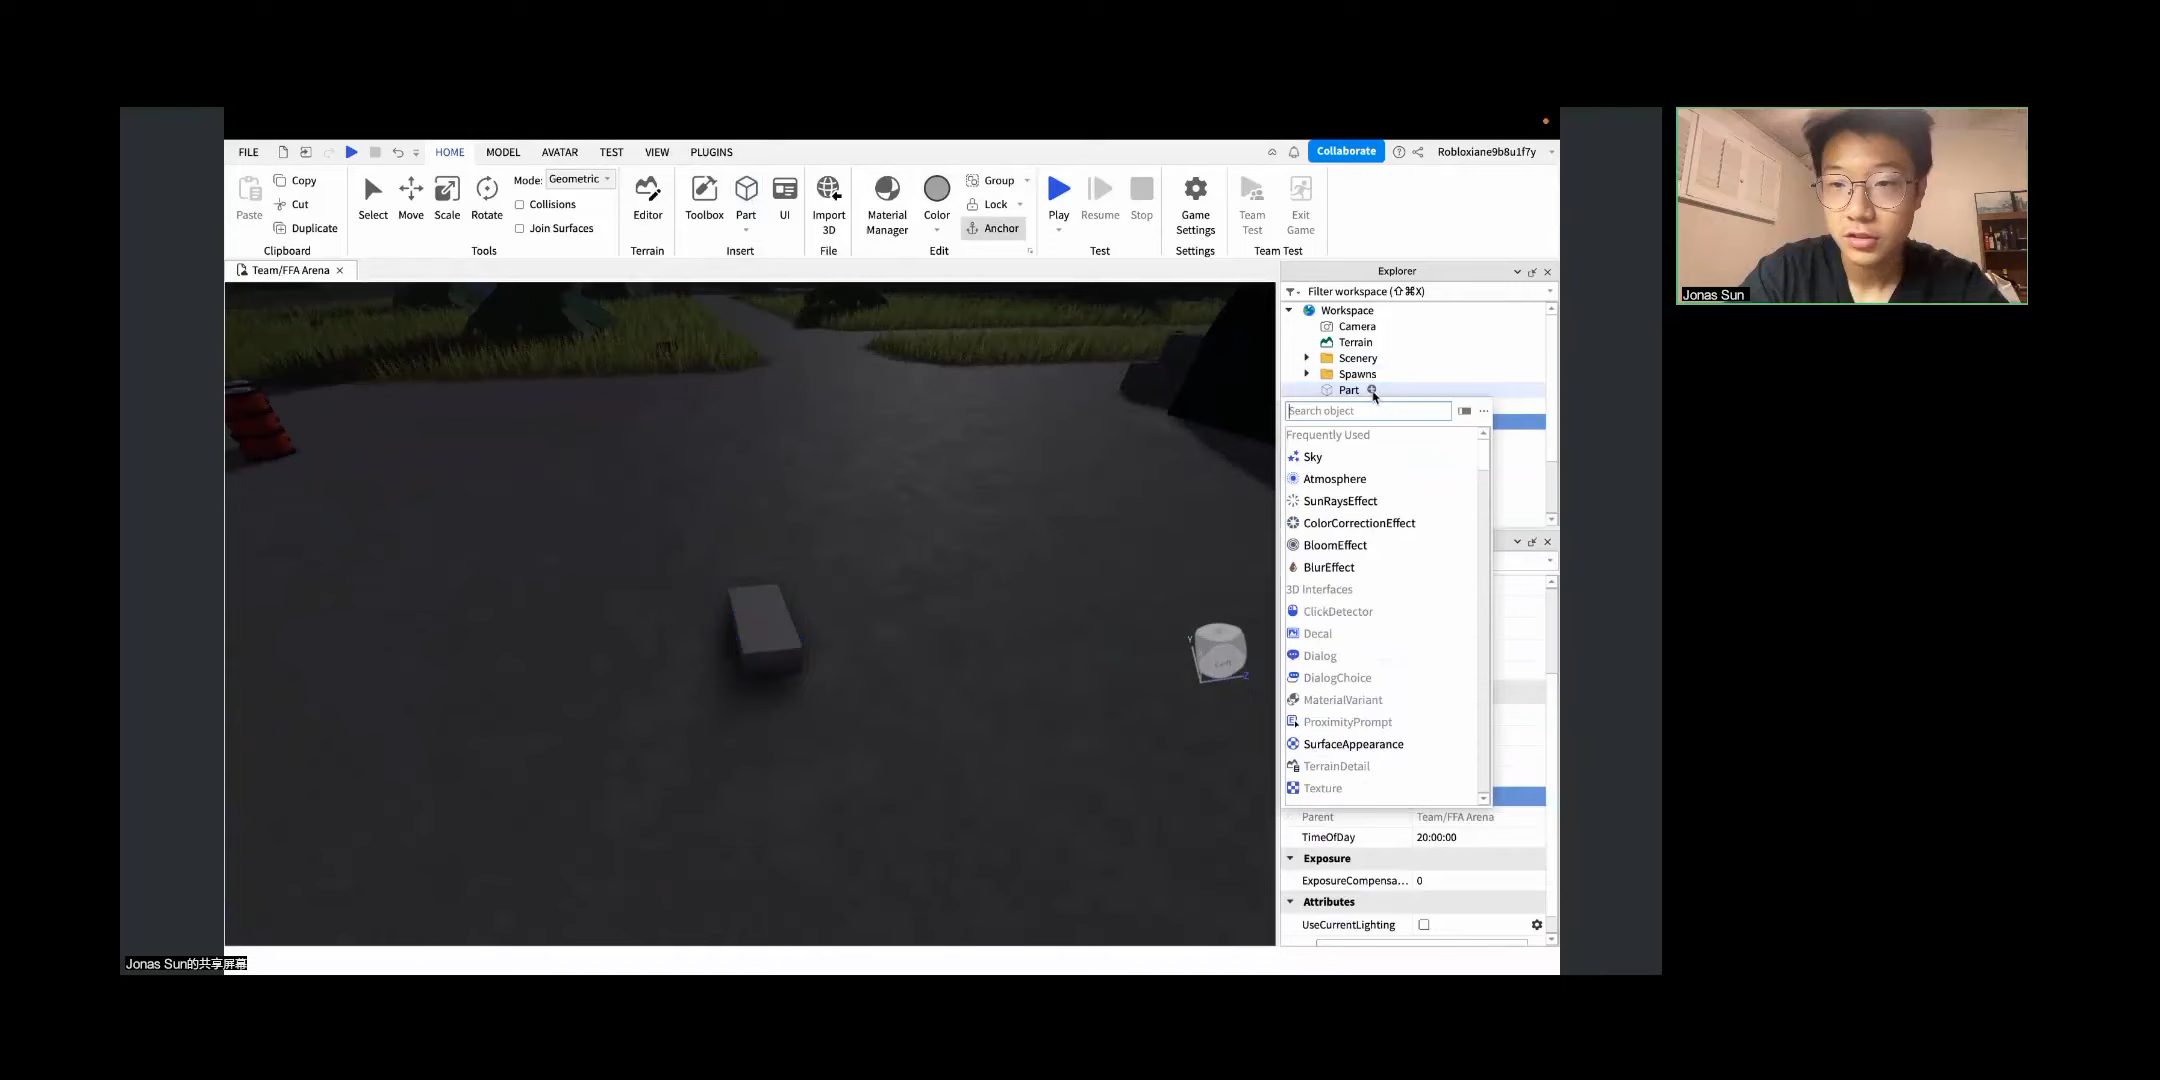 FILE HOME MODEL AVATAR TEST VIEW PLUGINS Collaborate Robloxiane9b8u1f7y
Paste Copy Cut Duplicate Select Move Scale Rotate Mode: Geometric Collisions Join Surfaces Editor Toolbox Part UI Import 3D Material Manager Color Group Lock Anchor Play Resume Stop Game Settings Team Test Exit Game
Clipboard Tools Terrain Insert File Edit Test Settings Team Test
Team/FFA Arena
Explorer
Filter workspace (⇧⌘X)
Workspace
Camera
Terrain
Scenery
Spawns
Part
Search object
Frequently Used
Sky
Atmosphere
SunRaysEffect
ColorCorrectionEffect
BloomEffect
BlurEffect
3D Interfaces
ClickDetector
Decal
Dialog
DialogChoice
MaterialVariant
ProximityPrompt
SurfaceAppearance
TerrainDetail
Texture
Parent Team/FFA Arena
TimeOfDay 20:00:00
Exposure
ExposureCompensa... 0
Attributes
UseCurrentLighting
Y
Left
Z
Jonas Sun的共享屏幕
Jonas Sun